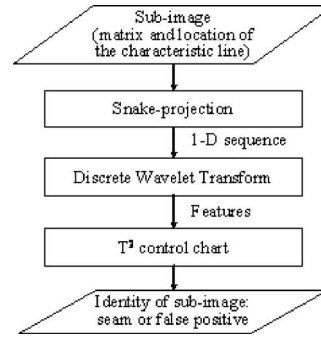 Sub-image
(matrix and location of
the characteristic line)
Snake-projection
1-D sequence
Discrete Wavelet Transform
Features
T² control chart
Identity of sub-image:
seam or false positive